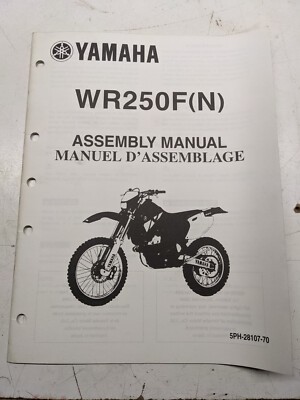 YAMAHA
WR250F(N)
ASSEMBLY MANUAL
MANUEL D'ASSEMBLAGE
5PH-28107-70